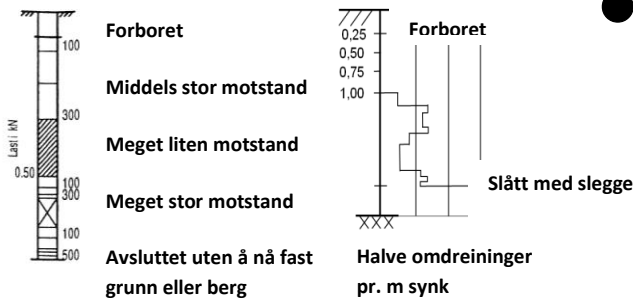 Forboret
Middels stor motstand
Meget liten motstand
Meget stor motstand
Avsluttet uten å nå fast
grunn eller berg
Last i kN
100
300
0.50
100
300
100
500
Forboret
0,25
0,50
0,75
1,00
Slått med slegge
Halve omdreininger
pr. m synk